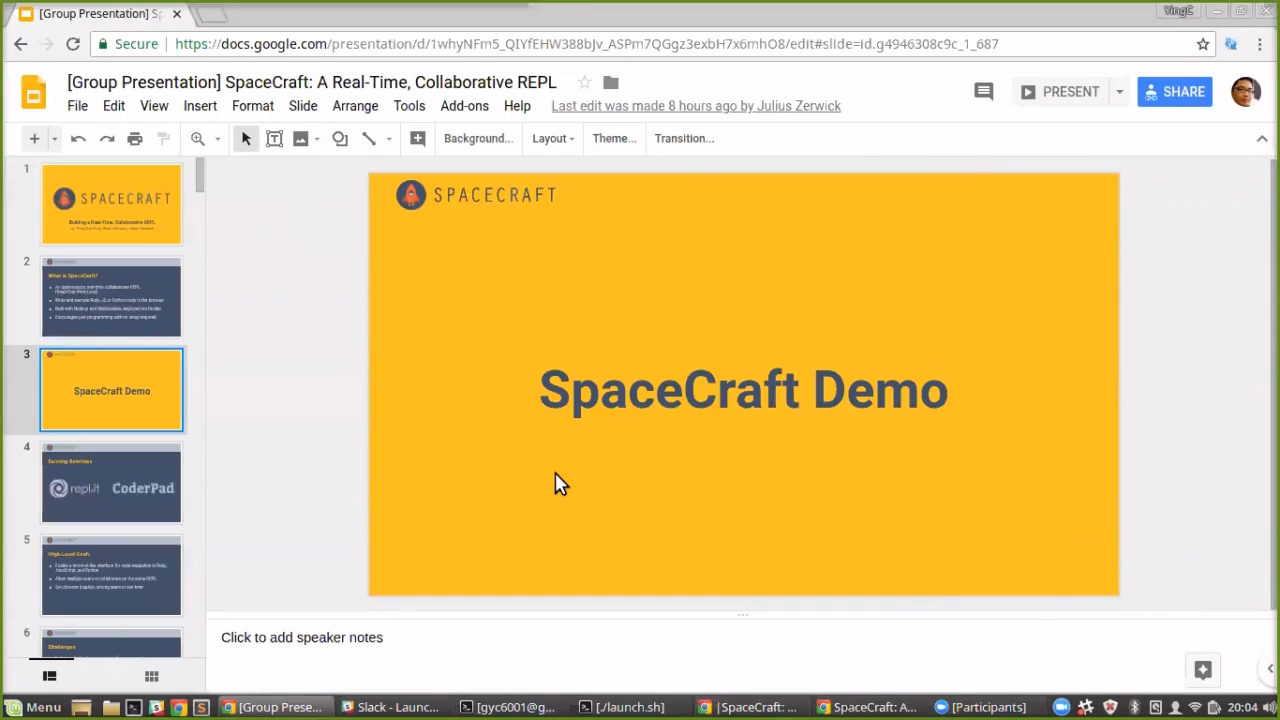 [Group Presentation] Sp
YingC
Secure
https://docs.google.com/presentation/d/1whyNFm5_QIYfEHW388bJv_ASPm7QGgz3exbH7x6mhO8/edit#slide=id.g4946308c9c_1_687
[Group Presentation] SpaceCraft: A Real-Time, Collaborative REPL
File Edit View Insert Format Slide Arrange Tools Add-ons Help Last edit was made 8 hours ago by Julius Zerwick
PRESENT
SHARE
Background...
Layout
Theme...
Transition...
1
SPACECRAFT
Building a Real-Time, Collaborative REPL
2
What is SpaceCraft?
3
SpaceCraft Demo
4
Existing Solutions
repl.it CoderPad
5
High-Level Goals
6
Challenges
SPACECRAFT
SpaceCraft Demo
Click to add speaker notes
Menu
[Group Prese...
Slack - Launc...
[gyc6001@g...
[./launch.sh]
[SpaceCraft: ...
SpaceCraft: A...
[Participants]
20:04